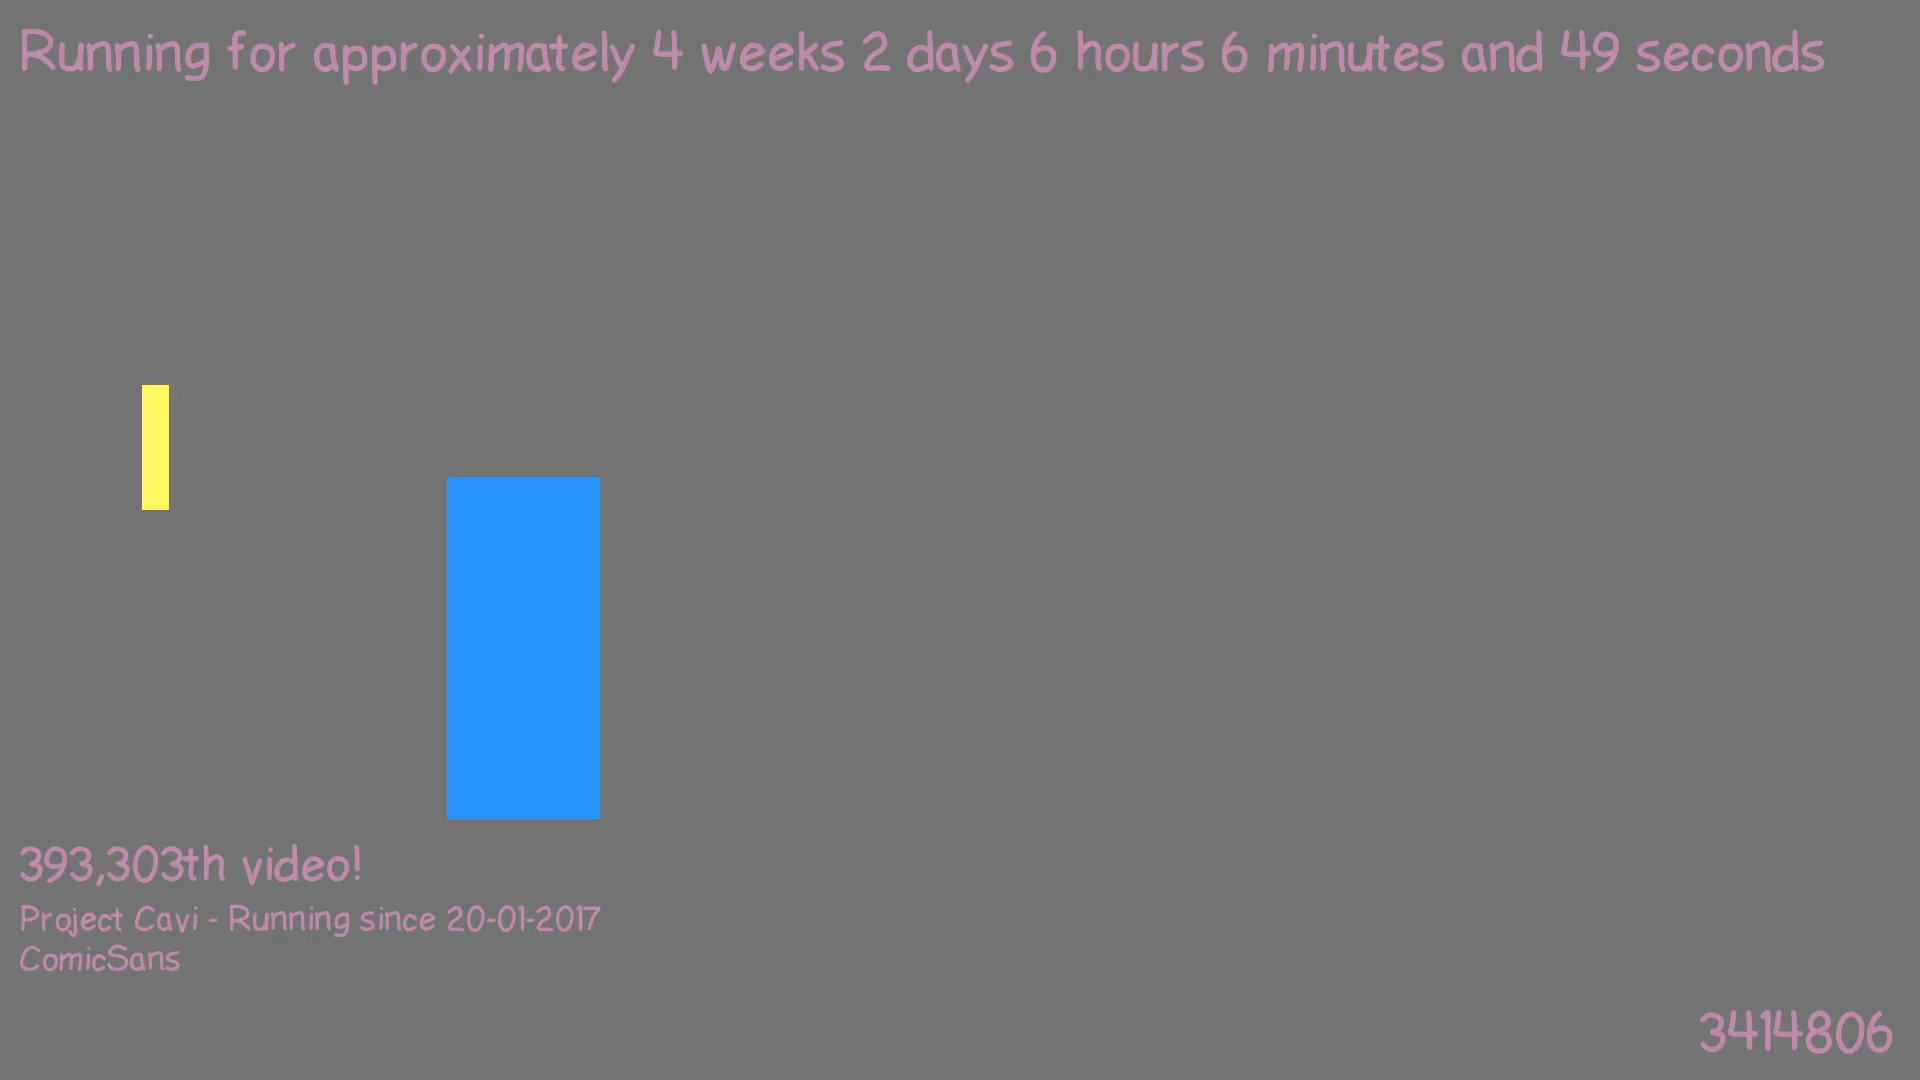 Running for approximately 4 weeks 2 days 6 hours 6 minutes and 49 seconds
393,303th video!
Project Cavi - Running since 20-01-2017
ComicSans
3414806